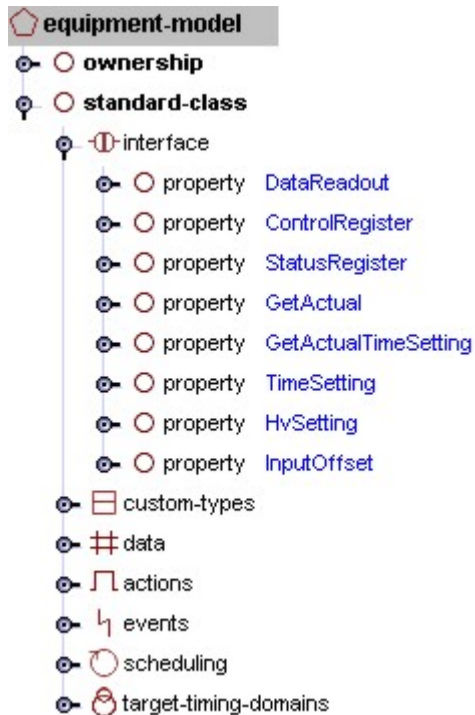 equipment-model
ownership
standard-class
interface
property DataReadout
property ControlRegister
property StatusRegister
property GetActual
property GetActualTimeSetting
property TimeSetting
property HvSetting
property InputOffset
custom-types
data
actions
events
scheduling
target-timing-domains